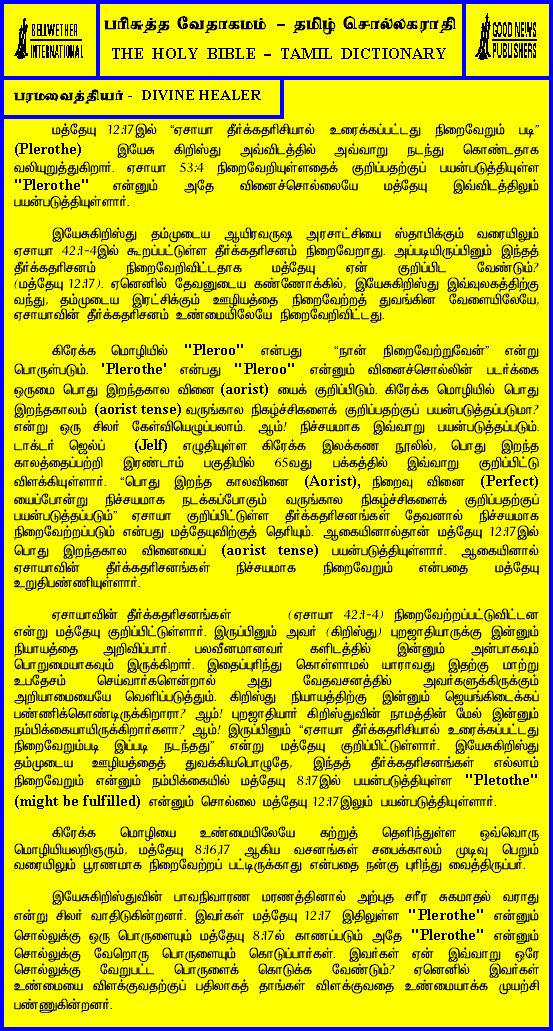 BELLWETHER
INTERNATIONAL
பரிசுத்த வேதாகமம் – தமிழ் சொல்லகராதி
THE HOLY BIBLE – TAMIL DICTIONARY
GOOD NEWS
PUBLISHERS
பரமவைத்தியர் - DIVINE HEALER
மத்தேயு 12:17இல் “ஏசாயா தீர்க்கதரிசியால் உரைக்கப்பட்டது நிறைவேறும் படி”
(Plerothe) இயேசு கிறிஸ்து அவ்விடத்தில் அவ்வாறு நடந்து கொண்டதாக
வலியுறுத்துகிறார். ஏசாயா 53:4 நிறைவேறியுள்ளதைக் குறிப்பதற்குப் பயன்படுத்தியுள்ள
"Plerothe" என்னும் அதே வினைச்சொல்லையே மத்தேயு இவ்விடத்திலும்
பயன்படுத்தியுள்ளார்.
இயேசுகிறிஸ்து தம்முடைய ஆயிரவருஷ அரசாட்சியை ஸ்தாபிக்கும் வரையிலும்
ஏசாயா 42:1-4இல் கூறப்பட்டுள்ள தீர்க்கதரிசனம் நிறைவேறாது. அப்படியிருப்பினும் இந்தத்
தீர்க்கதரிசனம் நிறைவேறிவிட்டதாக மத்தேயு ஏன் குறிப்பிட வேண்டும்?
(மத்தேயு 12:17). ஏனெனில் தேவனுடைய கண்ணோக்கில், இயேசுகிறிஸ்து இவ்வுலகத்திற்கு
வந்து, தம்முடைய இரட்சிக்கும் ஊழியத்தை நிறைவேற்றத் துவங்கின வேளையிலேயே,
ஏசாயாவின் தீர்க்கதரிசனம் உண்மையிலேயே நிறைவேறிவிட்டது.
கிரேக்க மொழியில் "Pleroo" என்பது “நான் நிறைவேற்றுவேன்” என்று
பொருள்படும். 'Plerothe' என்பது "Pleroo" என்னும் வினைச்சொல்லின் படர்க்கை
ஒருமை பொது இறந்தகால வினை (aorist) யைக் குறிப்பிடும். கிரேக்க மொழியில் பொது
இறந்தகாலம் (aorist tense) வருங்கால நிகழ்ச்சிகளைக் குறிப்பதற்குப் பயன்படுத்தப்படுமா?
என்று ஒரு சிலர் கேள்வியெழுப்பலாம். ஆம்! நிச்சயமாக இவ்வாறு பயன்படுத்தப்படும்.
டாக்டர் ஜெல்ப் (Jelf) எழுதியுள்ள கிரேக்க இலக்கண நூலில், பொது இறந்த
காலத்தைப்பற்றி இரண்டாம் பகுதியில் 65வது பக்கத்தில் இவ்வாறு குறிப்பிட்டு
விளக்கியுள்ளார். “பொது இறந்த காலவினை (Aorist), நிறைவு வினை (Perfect)
யைப்போன்று நிச்சயமாக நடக்கப்போகும் வருங்கால நிகழ்ச்சிகளைக் குறிப்பதற்குப்
பயன்படுத்தப்படும்” ஏசாயா குறிப்பிட்டுள்ள தீர்க்கதரிசனங்கள் தேவனால் நிச்சயமாக
நிறைவேற்றப்படும் என்பது மத்தேயுவிற்குத் தெரியும். ஆகையினால்தான் மத்தேயு 12:17இல்
பொது இறந்தகால வினையைப் (aorist tense) பயன்படுத்தியுள்ளார். ஆகையினால்
ஏசாயாவின் தீர்க்கதரிசனங்கள் நிச்சயமாக நிறைவேறும் என்பதை மத்தேயு
உறுதிபண்ணியுள்ளார்.
ஏசாயாவின் தீர்க்கதரிசனங்கள் (ஏசாயா 42:1-4) நிறைவேற்றப்பட்டுவிட்டன
என்று மத்தேயு குறிப்பிட்டுள்ளார். இருப்பினும் அவர் (கிறிஸ்து) புறஜாதியாருக்கு இன்னும்
நியாயத்தை அறிவிப்பார். பலவீனமானவர் களிடத்தில் இன்னும் அன்பாகவும்
பொறுமையாகவும் இருக்கிறார். இதைப்புரிந்து கொள்ளாமல் யாராவது இதற்கு மாற்று
உபதேசம் செய்வார்களென்றால் அது வேதவசனத்தில் அவர்களுக்கிருக்கும்
அறியாமையையே வெளிப்படுத்தும். கிறிஸ்து நியாயத்திற்கு இன்னும் ஜெயங்கிடைக்கப்
பண்ணிக்கொண்டிருக்கிறாரா? ஆம்! புறஜாதியார் கிறிஸ்துவின் நாமத்தின் மேல் இன்னும்
நம்பிக்கையாயிருக்கிறார்களா? ஆம்! இருப்பினும் “ஏசாயா தீர்க்கதரிசியால் உரைக்கப்பட்டது
நிறைவேறும்படி இப்படி நடந்தது” என்று மத்தேயு குறிப்பிட்டுள்ளார். இயேசுகிறிஸ்து
தம்முடைய ஊழியத்தைத் துவக்கியபொழுதே, இந்தத் தீர்க்கதரிசனங்கள் எல்லாம்
நிறைவேறும் என்னும் நம்பிக்கையில் மத்தேயு 8:17இல் பயன்படுத்தியுள்ள "Pletothe"
(might be fulfilled) என்னும் சொல்லை மத்தேயு 12:17இலும் பயன்படுத்தியுள்ளார்.
கிரேக்க மொழியை உண்மையிலேயே கற்றுத் தெளிந்துள்ள ஒவ்வொரு
மொழியியலறிஞரும், மத்தேயு 8:16,17 ஆகிய வசனங்கள் சபைக்காலம் முடிவு பெறும்
வரையிலும் பூரணமாக நிறைவேற்றப் பட்டிருக்காது என்பதை நன்கு புரிந்து வைத்திருப்பர்.
இயேசுகிறிஸ்துவின் பாவநிவாரண மரணத்தினால் அற்புத சரீர சுகமாதல் வராது
என்று சிலர் வாதிடுகின்றனர். இவர்கள் மத்தேயு 12:17 இதிலுள்ள "Plerothe" என்னும்
சொல்லுக்கு ஒரு பொருளையும் மத்தேயு 8:17ல் காணப்படும் அதே "Plerothe" என்னும்
சொல்லுக்கு வேறொரு பொருளையும் கொடுப்பார்கள். இவர்கள் ஏன் இவ்வாறு ஒரே
சொல்லுக்கு வேறுபட்ட பொருளைக் கொடுக்க வேண்டும்? ஏனெனில் இவர்கள்
உண்மையை விளக்குவதற்குப் பதிலாகத் தாங்கள் விளக்குவதை உண்மையாக்க முயற்சி
பண்ணுகின்றனர்.